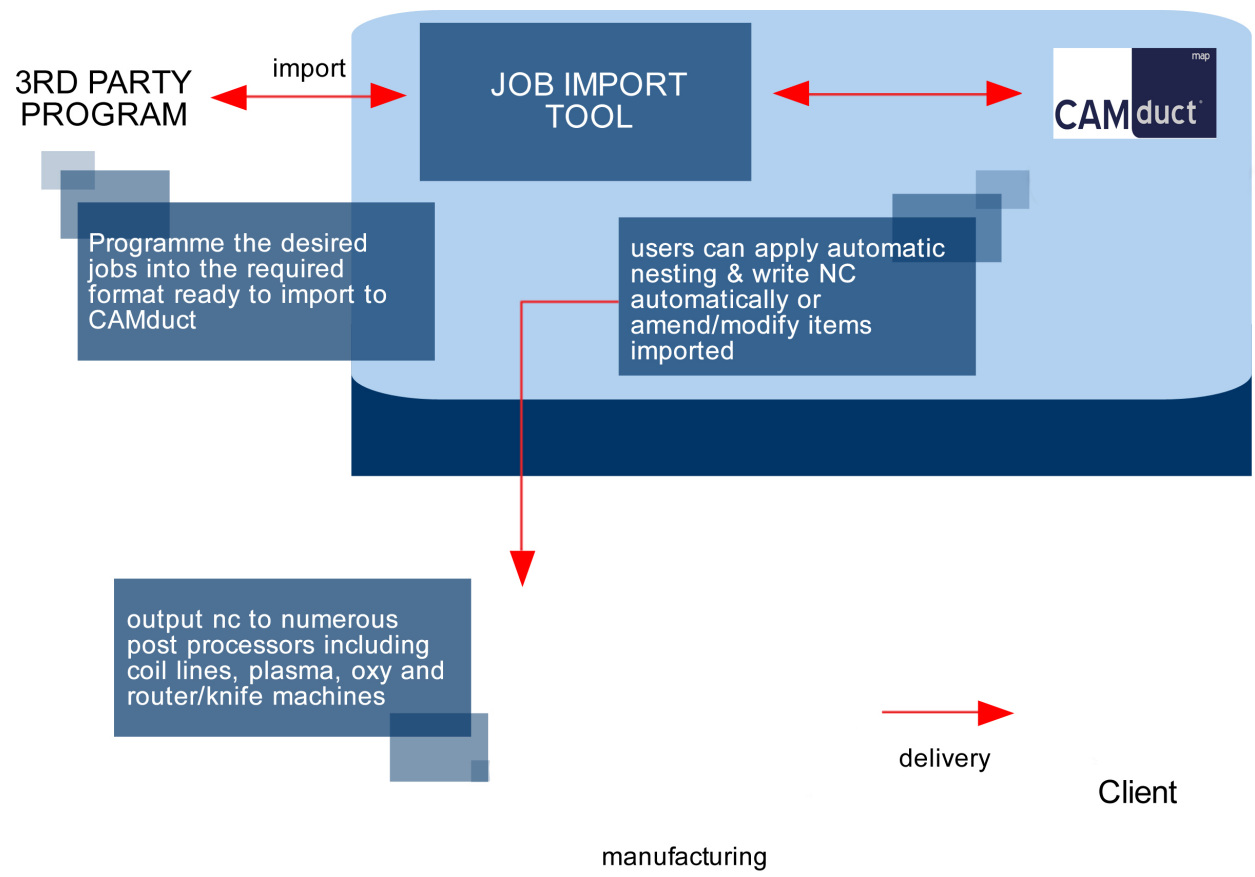 3RD PARTY
PROGRAM
import
JOB IMPORT
TOOL
map
CAMduct
Programme the desired
jobs into the required
format ready to import to
CAMduct
users can apply automatic
nesting & write NC
automatically or
amend/modify items
imported
output nc to numerous
post processors including
coil lines, plasma, oxy and
router/knife machines
delivery
Client
manufacturing